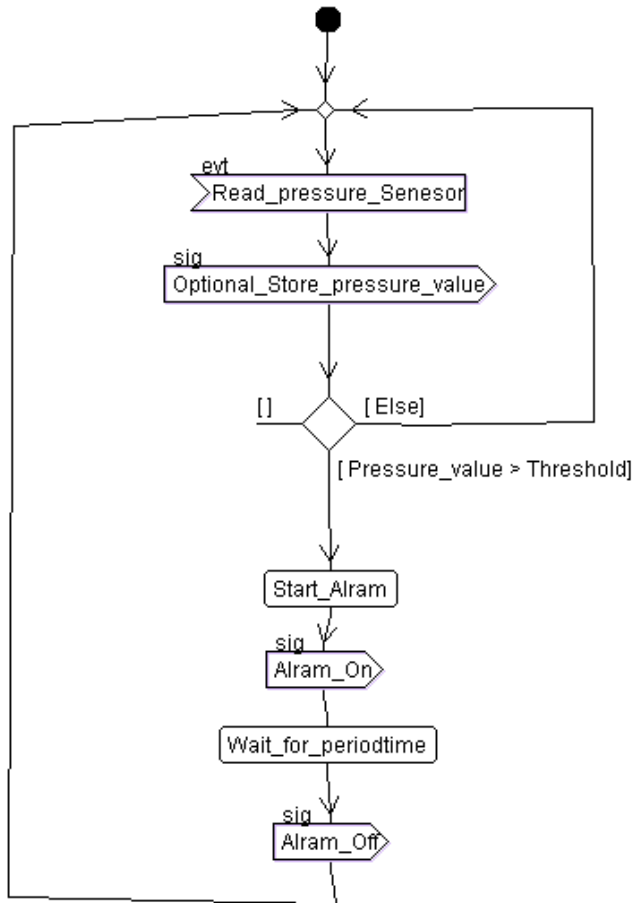 evt
Read_pressure_Senesor
sig
Optional_Store_pressure_value
[ ] [ Else]
[ Pressure_value > Threshold]
Start_Alram
sig
Alram_On
Wait_for_periodtime
sig
Alram_Off